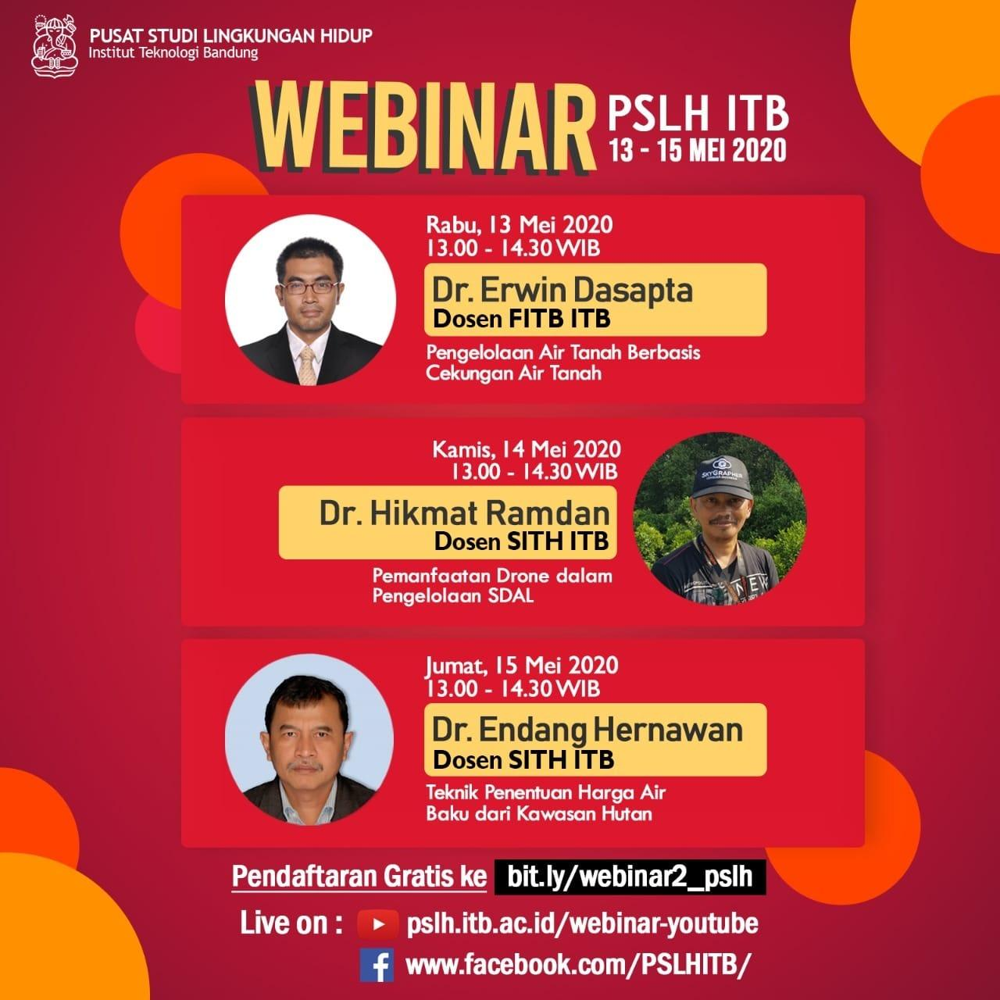 PUSAT STUDI LINGKUNGAN HIDUP
Institut Teknologi Bandung
WEBINAR PSLH ITB
13 - 15 MEI 2020
Rabu, 13 Mei 2020
13.00 - 14.30 WIB
Dr. Erwin Dasapta
Dosen FITB ITB
Pengelolaan Air Tanah Berbasis
Cekungan Air Tanah
Kamis, 14 Mei 2020
13.00 - 14.30 WIB
Dr. Hikmat Ramdan
Dosen SITH ITB
Pemanfaatan Drone dalam
Pengelolaan SDAL
SKYGRAPHER
NEW
Jumat, 15 Mei 2020
13.00 - 14.30 WIB
Dr. Endang Hernawan
Dosen SITH ITB
Teknik Penentuan Harga Air
Baku dari Kawasan Hutan
Pendaftaran Gratis ke bit.ly/webinar2_pslh
Live on : pslh.itb.ac.id/webinar-youtube
f www.facebook.com/PSLHITB/